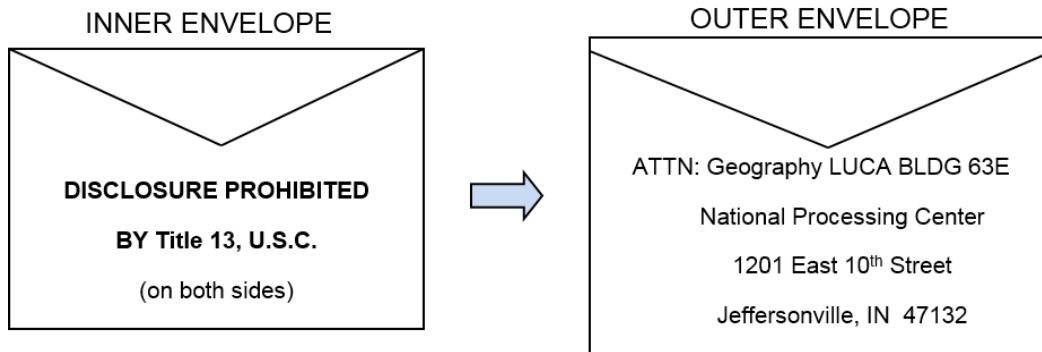 INNER ENVELOPE
DISCLOSURE PROHIBITED
BY Title 13, U.S.C.
(on both sides)
OUTER ENVELOPE
ATTN: Geography LUCA BLDG 63E
National Processing Center
1201 East 10th Street
Jeffersonville, IN 47132